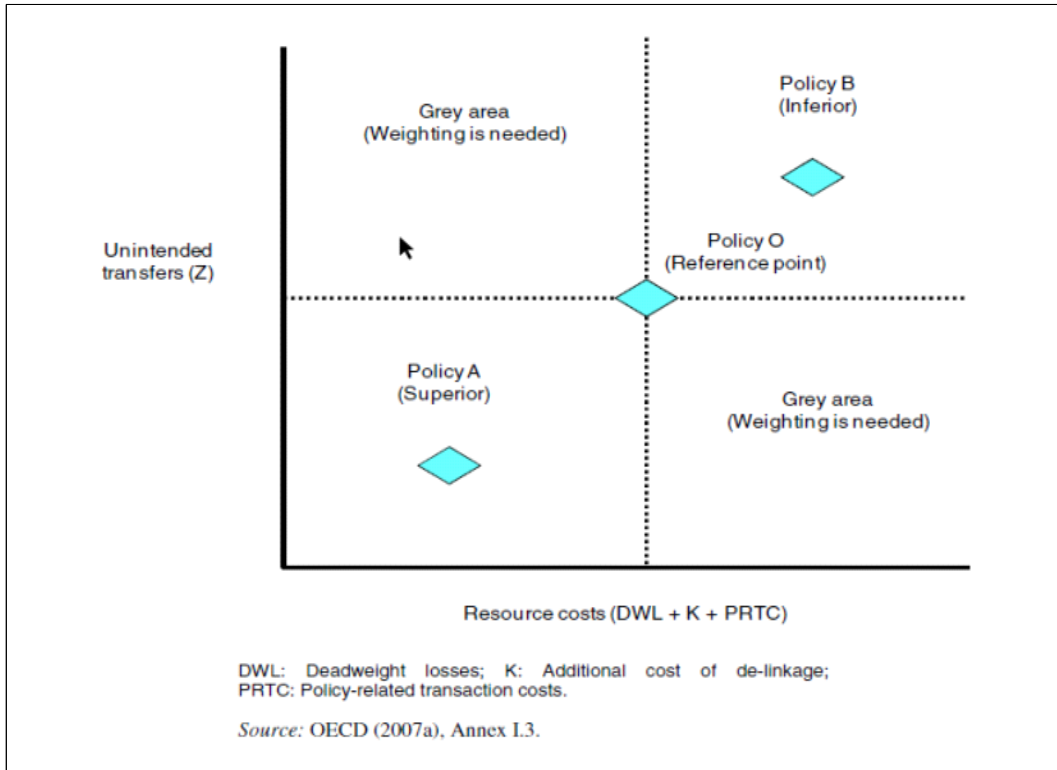 Policy B
(Inferior)
Grey area
(Weighting is needed)
Unintended
transfers (Z)
Policy O
(Reference point)
Policy A
(Superior)
Grey area
(Weighting is needed)
Resource costs (DWL + K + PRTC)
DWL: Deadweight losses; K: Additional cost of de-linkage;
PRTC: Policy-related transaction costs.
Source: OECD (2007a), Annex I.3.